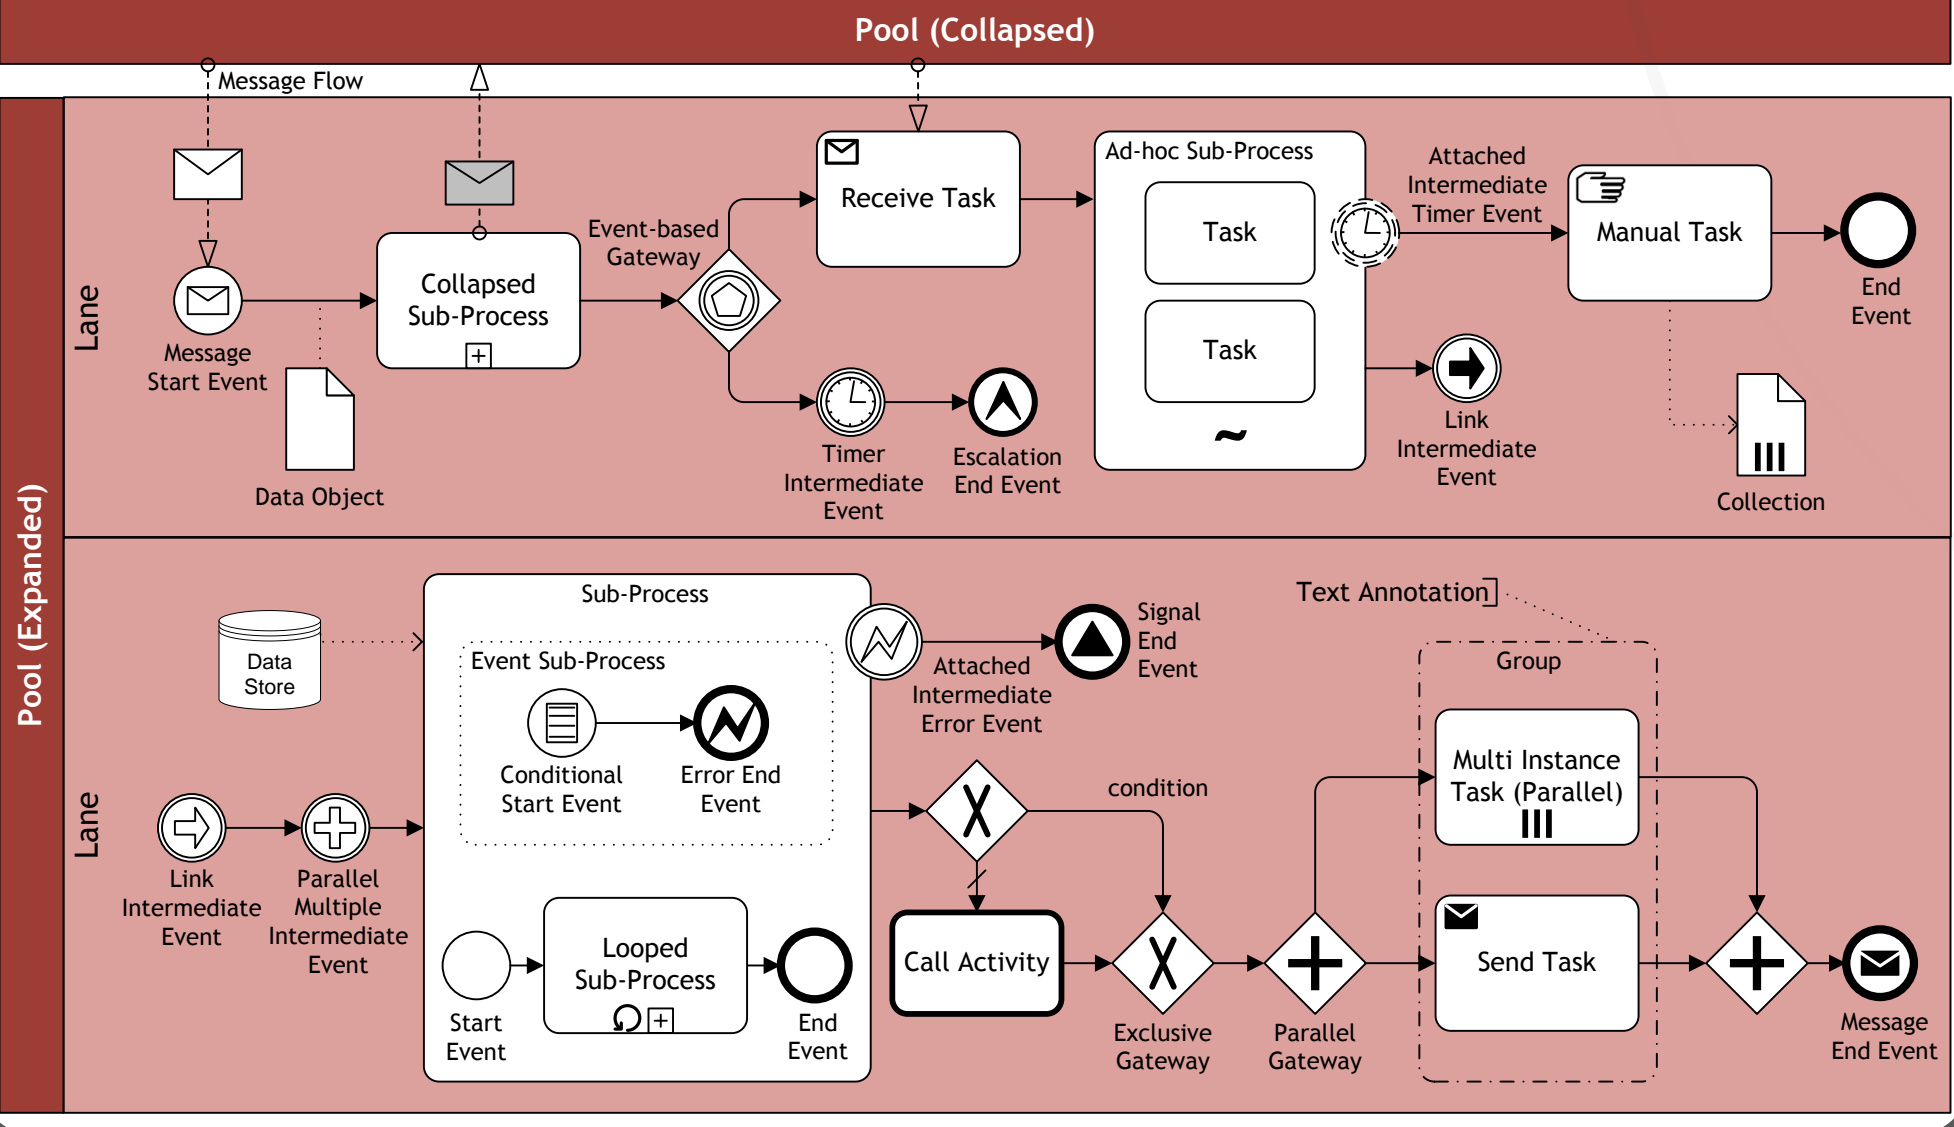 Pool (Collapsed)
Message Flow
Pool (Expanded)
Lane
Message
Start Event
Data Object
Collapsed
Sub-Process
Event-based
Gateway
Receive Task
Timer
Intermediate
Event
Escalation
End Event
Ad-hoc Sub-Process
Task
Task
Attached
Intermediate
Timer Event
Link
Intermediate
Event
Manual Task
End
Event
Collection
Lane
Data
Store
Link
Intermediate
Event
Parallel
Multiple
Intermediate
Event
Sub-Process
Event Sub-Process
Conditional
Start Event
Error End
Event
Start
Event
Looped
Sub-Process
End
Event
Attached
Intermediate
Error Event
Signal
End
Event
condition
Call Activity
Exclusive
Gateway
Parallel
Gateway
Text Annotation
Group
Multi Instance
Task (Parallel)
Send Task
Message
End Event